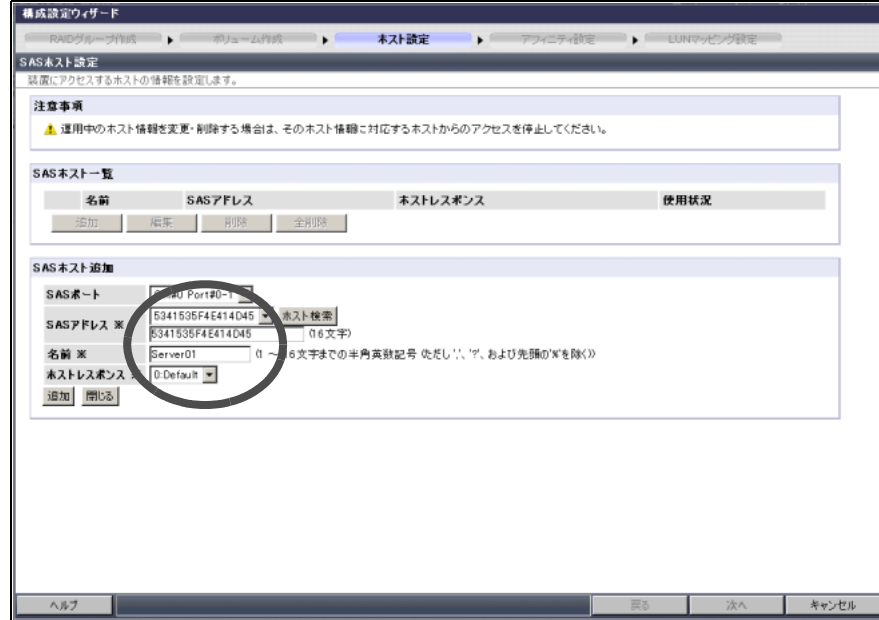 構成設定ウィザード
RAIDグループ作成 ボリューム作成 ホスト設定 アフィニティ設定 LUNマッピング設定
SASホスト設定
装置にアクセスするホストの情報を設定します。
注意事項
運用中のホスト情報を変更・削除する場合は、そのホスト情報に対応するホストからのアクセスを停止してください。
SASホスト一覧
名前 SASアドレス ホストレスポンス 使用状況
追加 編集 削除 全削除
SASホスト追加
SASポート Port#0-1
SASアドレス ※ 5341535F4E414D45 ホスト検索
5341535F4E414D45 (16文字)
名前 ※ Server01 (1 ～ 16文字までの半角英数記号 (ただし','、'?'、および先頭の'%'を除く))
ホストレスポンス 0:Default
追加 閉じる
ヘルプ 戻る 次へ キャンセル